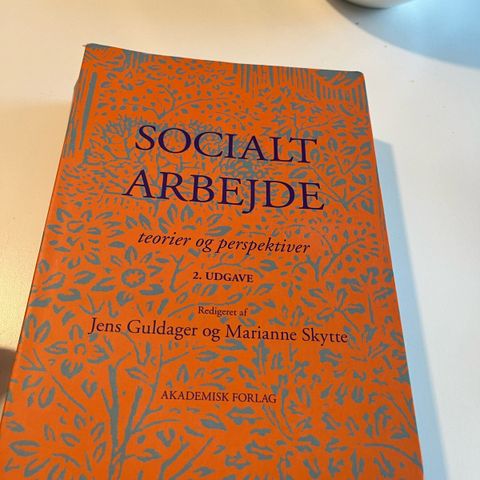 SOCIALT
ARBEJDE
teorier og perspektiver
2. UDGAVE
Redigeret af
Jens Guldager og Marianne Skytte
AKADEMISK FORLAG